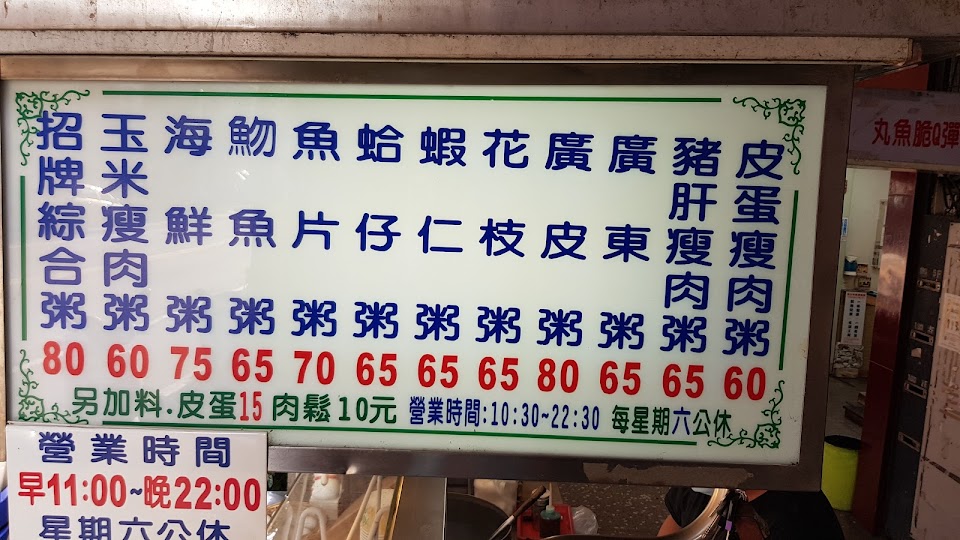 皮蛋瘦肉粥 60
豬肝瘦肉粥 65
廣東粥 65
廣皮粥 80
花枝粥 65
蝦仁粥 65
蛤仔粥 65
魚片粥 70
魩魚粥 65
海鮮粥 75
玉米瘦肉粥 60
招牌綜合粥 80
另加料.皮蛋15 肉鬆10元 營業時間:10:30~22:30 每星期六公休
營業時間
早11:00~晚22:00
星期六公休
丸魚脆Q彈